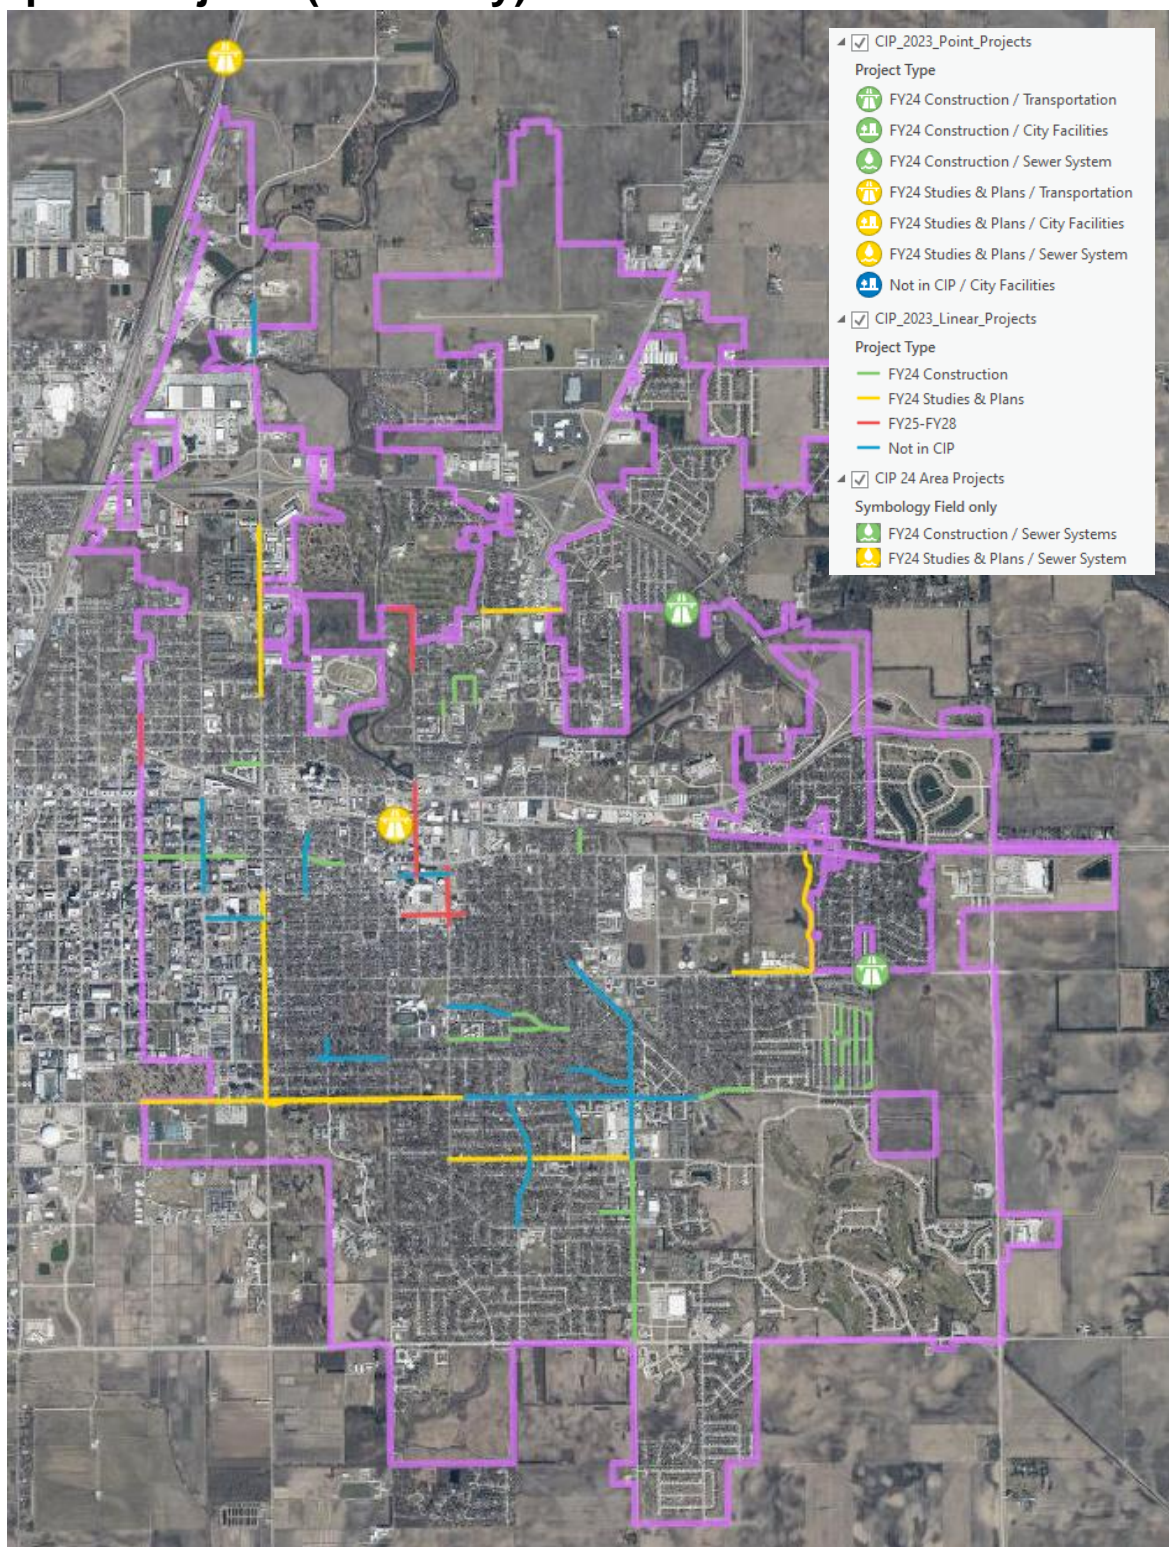 CIP_2023_Point_Projects
Project Type
FY24 Construction / Transportation
FY24 Construction / City Facilities
FY24 Construction / Sewer System
FY24 Studies & Plans / Transportation
FY24 Studies & Plans / City Facilities
FY24 Studies & Plans / Sewer System
Not in CIP / City Facilities
CIP_2023_Linear_Projects
Project Type
FY24 Construction
FY24 Studies & Plans
FY25-FY28
Not in CIP
CIP 24 Area Projects
Symbology Field only
FY24 Construction / Sewer Systems
FY24 Studies & Plans / Sewer System